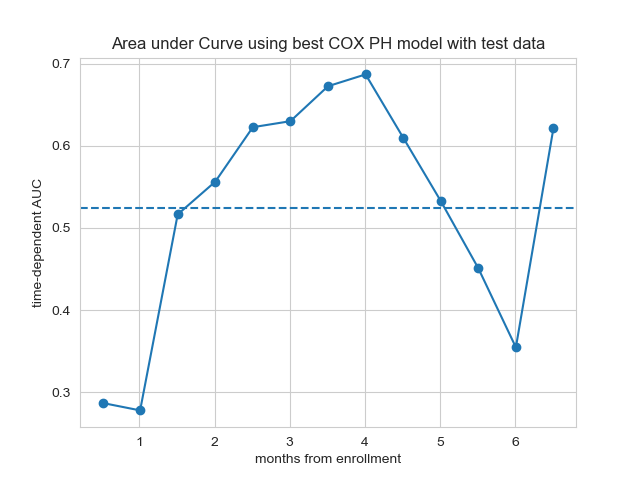 Area under Curve using best COX PH model with test data
time-dependent AUC
0.7
0.6
0.5
0.4
0.3
1 2 3 4 5 6
months from enrollment